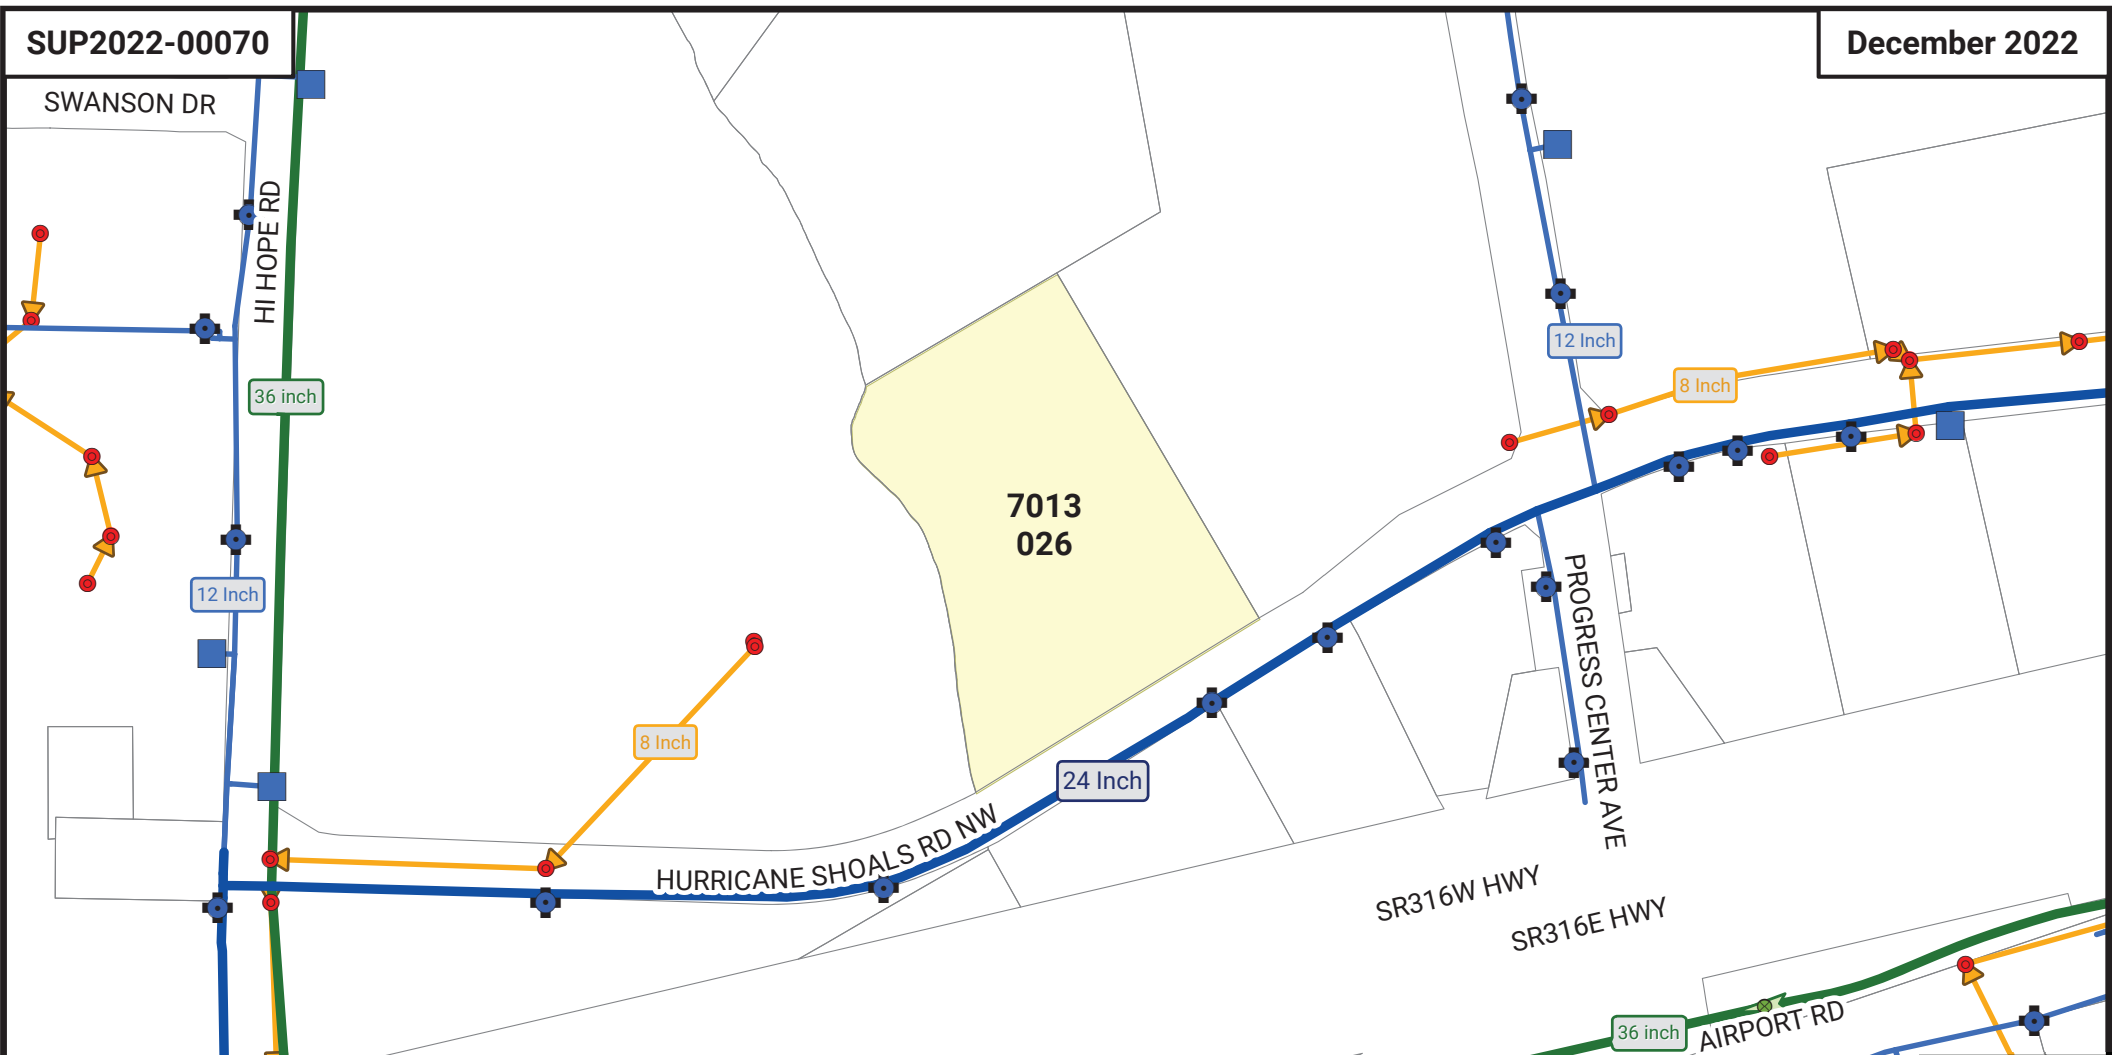 SUP2022-00070
December 2022
SWANSON DR
HI HOPE RD
12 Inch
36 inch
8 Inch
7013
026
12 Inch
8 Inch
24 Inch
PROGRESS CENTER AVE
HURRICANE SHOALS RD NW
SR316W HWY
SR316E HWY
36 inch
AIRPORT RD